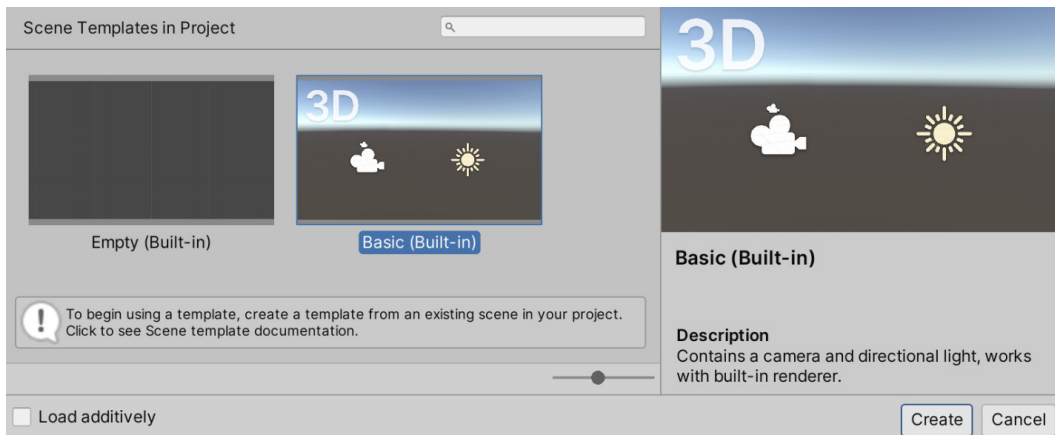 Scene Templates in Project
3D
3D
Empty (Built-in)
Basic (Built-in)
To begin using a template, create a template from an existing scene in your project.
Click to see Scene template documentation.
Basic (Built-in)
Description
Contains a camera and directional light, works
with built-in renderer.
Load additively
Create
Cancel